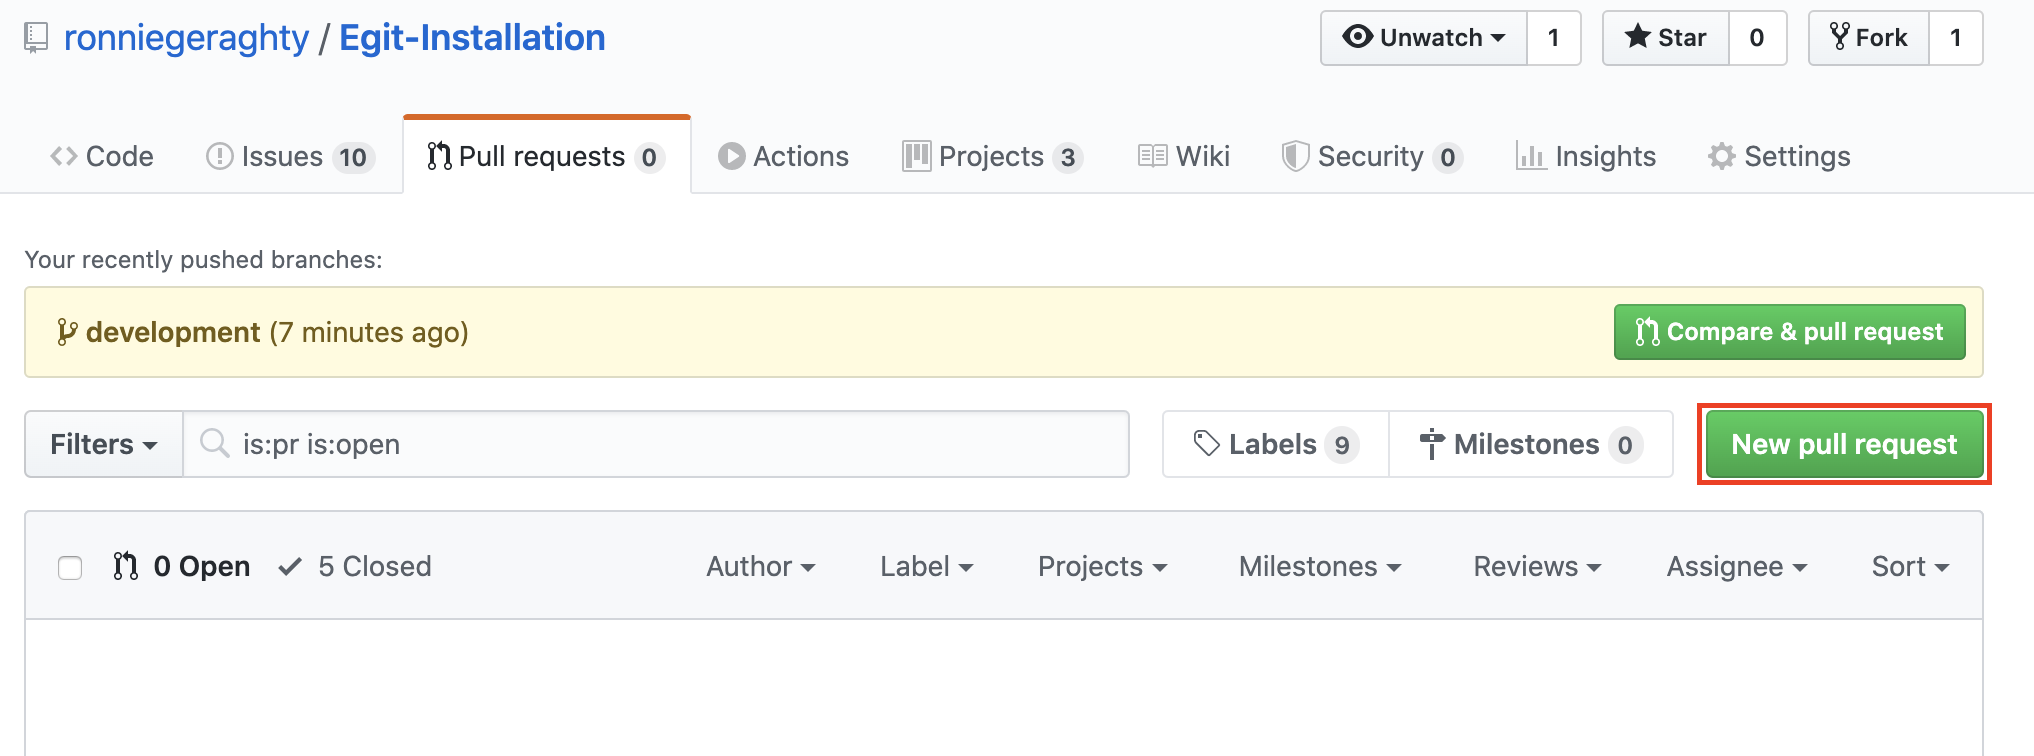 ronniegeraghty / Egit-Installation Unwatch 1 Star 0 Fork 1
Code Issues 10 Pull requests 0 Actions Projects 3 Wiki Security 0 Insights Settings
Your recently pushed branches:
development (7 minutes ago) Compare & pull request
Filters is:pr is:open Labels 9 Milestones 0 New pull request
0 Open 5 Closed Author Label Projects Milestones Reviews Assignee Sort